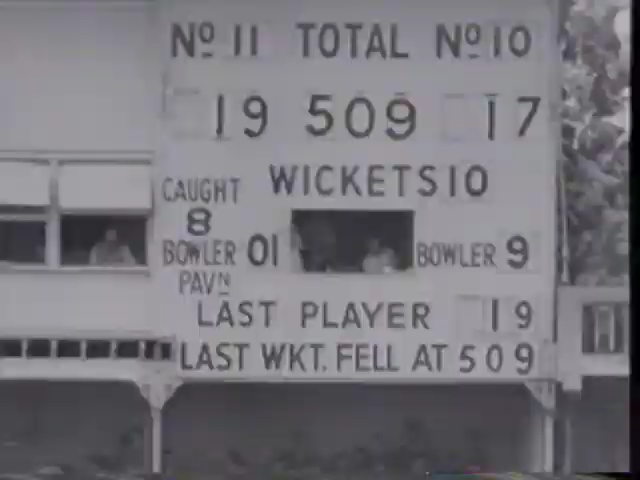 Nº 11 TOTAL Nº 10
19 509 17
CAUGHT WICKETS 10
8
BOWLER 01 BOWLER 9
PAVN
LAST PLAYER 19
LAST WKT. FELL AT 509